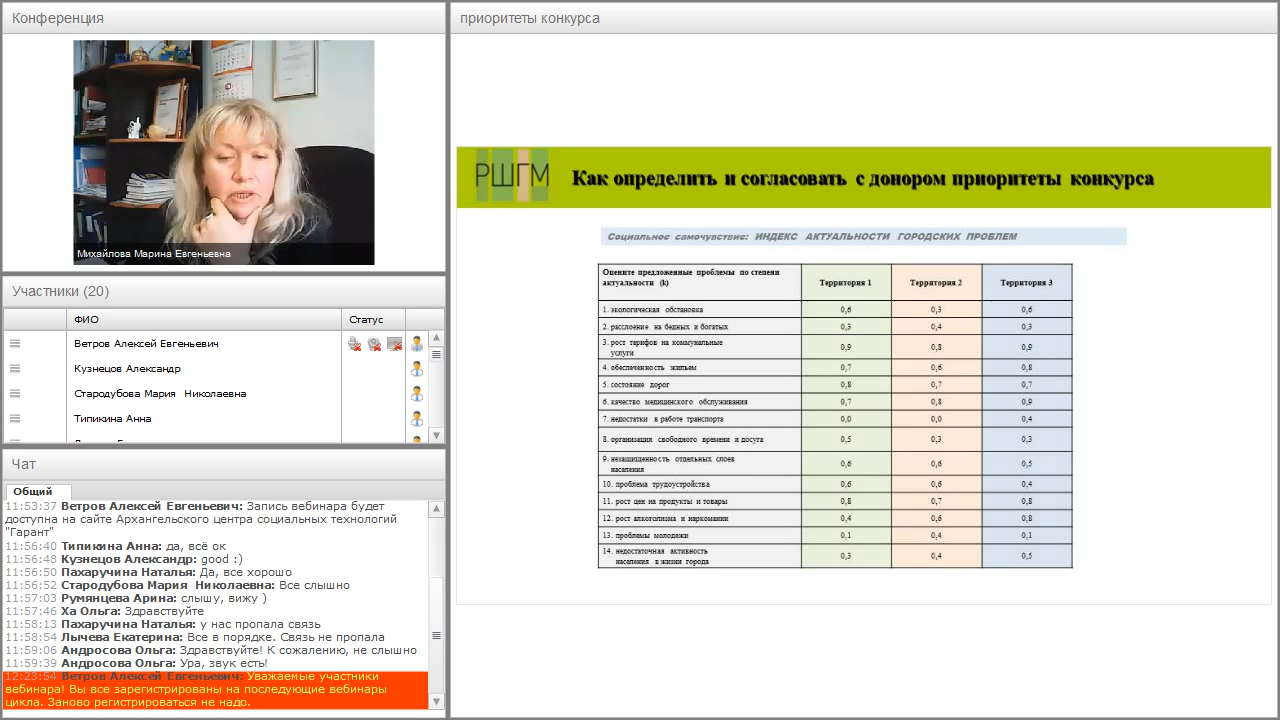 Конференция
Михайлова Марина Евгеньевна
Участники (20)
ФИО Статус
Ветров Алексей Евгеньевич
Кузнецов Александр
Стародубова Мария Николаевна
Типикина Анна
Чат
Общий
11:53:37 Ветров Алексей Евгеньевич: Запись вебинара будет
доступна на сайте Архангельского центра социальных технологий
"Гарант"
11:56:40 Типикина Анна: да, всё ок
11:56:48 Кузнецов Александр: good :)
11:56:50 Пахаручина Наталья: Да, все хорошо
11:56:52 Стародубова Мария Николаевна: Все слышно
11:57:03 Румянцева Арина: слышу, вижу )
11:57:46 Ха Ольга: Здравствуйте
11:58:13 Пахаручина Наталья: у нас пропала связь
11:58:54 Лычева Екатерина: Все в порядке. Связь не пропала
11:59:06 Андросова Ольга: Здравствуйте! К сожалению, не слышно
11:59:39 Андросова Ольга: Ура, звук есть!
12:23:54 Ветров Алексей Евгеньевич: Уважаемые участники
вебинара! Вы все зарегистрированы на последующие вебинары
цикла. Заново регистрироваться не надо.
приоритеты конкурса
РШГМ
Как определить и согласовать с донором приоритеты конкурса
Социальное самочувствие: ИНДЕКС АКТУАЛЬНОСТИ ГОРОДСКИХ ПРОБЛЕМ
Оцените предложенные проблемы по степени
актуальности (k) Территория 1 Территория 2 Территория 3
1. экологическая обстановка 0,6 0,3 0,6
2. расслоение на бедных и богатых 0,3 0,4 0,3
3. рост тарифов на коммунальные
услуги 0,9 0,8 0,9
4. обеспеченность жильем 0,7 0,6 0,8
5. состояние дорог 0,8 0,7 0,7
6. качество медицинского обслуживания 0,7 0,8 0,9
7. недостатки в работе транспорта 0,0 0,0 0,4
8. организация свободного времени и досуга 0,5 0,3 0,3
9. незащищенность отдельных слоев
населения 0,6 0,6 0,5
10. проблема трудоустройства 0,6 0,6 0,4
11. рост цен на продукты и товары 0,8 0,7 0,8
12. рост алкоголизма и наркомании 0,4 0,6 0,8
13. проблемы молодежи 0,1 0,4 0,1
14. недостаточная активность
населения в жизни города 0,3 0,4 0,5